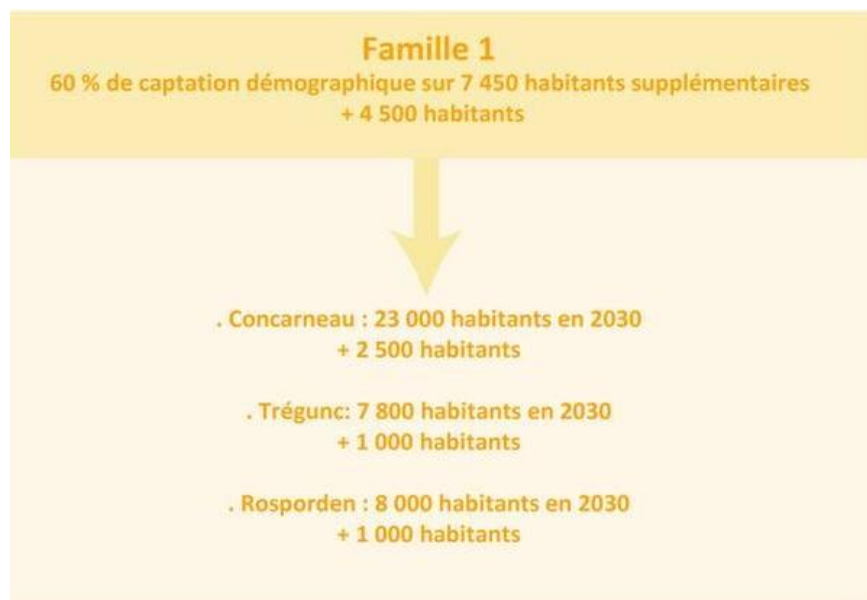 Famille 1
60 % de captation démographique sur 7 450 habitants supplémentaires
+ 4 500 habitants
. Concarneau : 23 000 habitants en 2030
+ 2 500 habitants
. Trégunc: 7 800 habitants en 2030
+ 1 000 habitants
. Rosporden : 8 000 habitants en 2030
+ 1 000 habitants